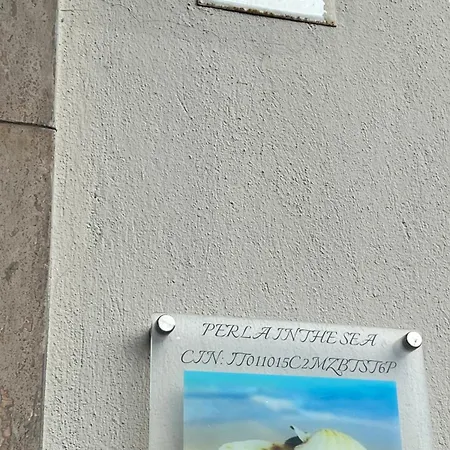 PERLA IN THE SEA
CIN: IT011015C2MZBTST6P